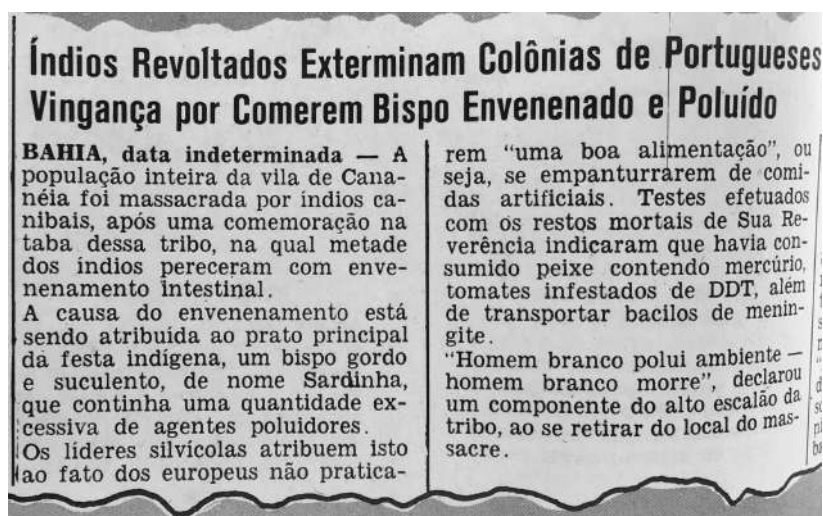 Índios Revoltados Exterminam Colônias de Portugueses
Vingança por Comerem Bispo Envenenado e Poluído
BAHIA, data indeterminada — A
população inteira da vila de Cana-
néia foi massacrada por índios ca-
nibais, após uma comemoração na
taba dessa tribo, na qual metade
dos índios pereceram com enve-
nenamento intestinal.
A causa do envenenamento está
sendo atribuída ao prato principal
da festa indígena, um bispo gordo
e suculento, de nome Sardinha,
que continha uma quantidade ex-
cessiva de agentes poluidores.
Os líderes silvícolas atribuem isto
ao fato dos europeus não pratica-
rem "uma boa alimentação", ou
seja, se empanturrarem de comi-
das artificiais. Testes efetuados
com os restos mortais de Sua Re-
verência indicaram que havia con-
sumido peixe contendo mercúrio,
tomates infestados de DDT, além
de transportar bacilos de menin-
gite.
"Homem branco polui ambiente —
homem branco morre", declarou
um componente do alto escalão da
tribo, ao se retirar do local do mas-
sacre.